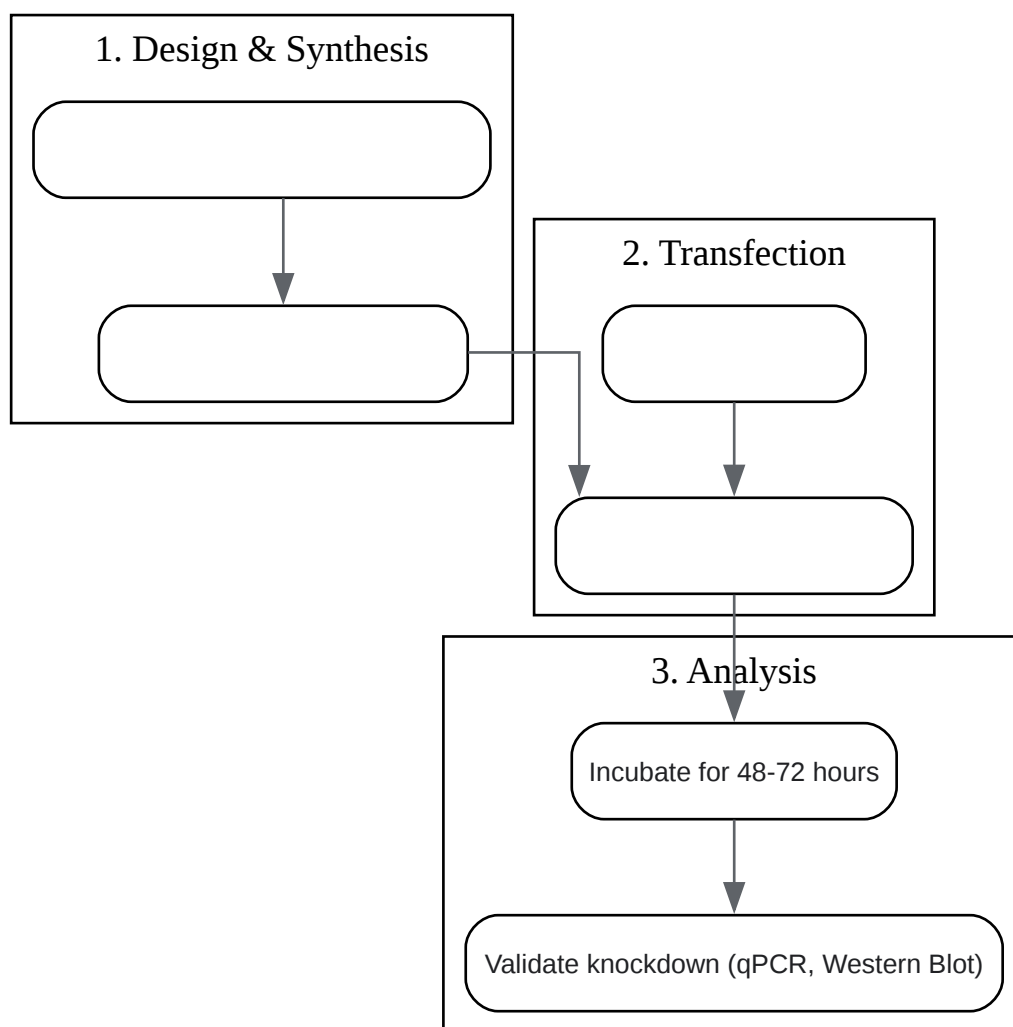 1. Design & Synthesis
2. Transfection
3. Analysis
Incubate for 48-72 hours
Validate knockdown (qPCR, Western Blot)